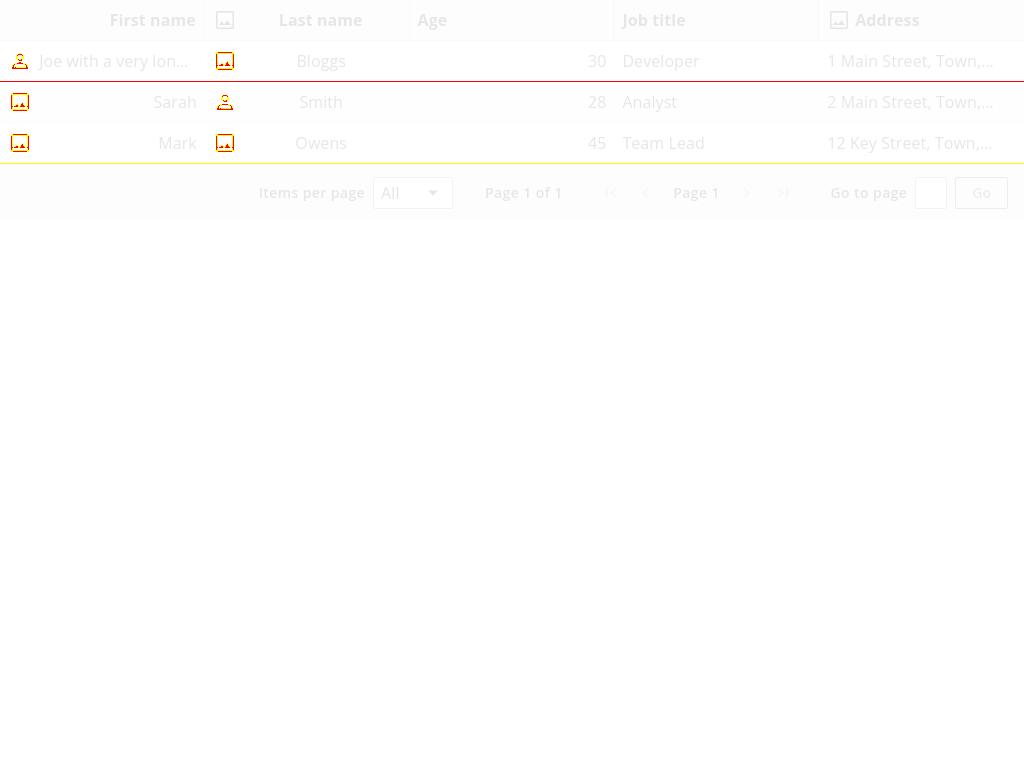 First name Last name Age Job title Address
Joe with a very lon... Bloggs 30 Developer 1 Main Street, Town,...
Sarah Smith 28 Analyst 2 Main Street, Town,...
Mark Owens 45 Team Lead 12 Key Street, Town,...
Items per page All Page 1 of 1 Page 1 Go to page Go